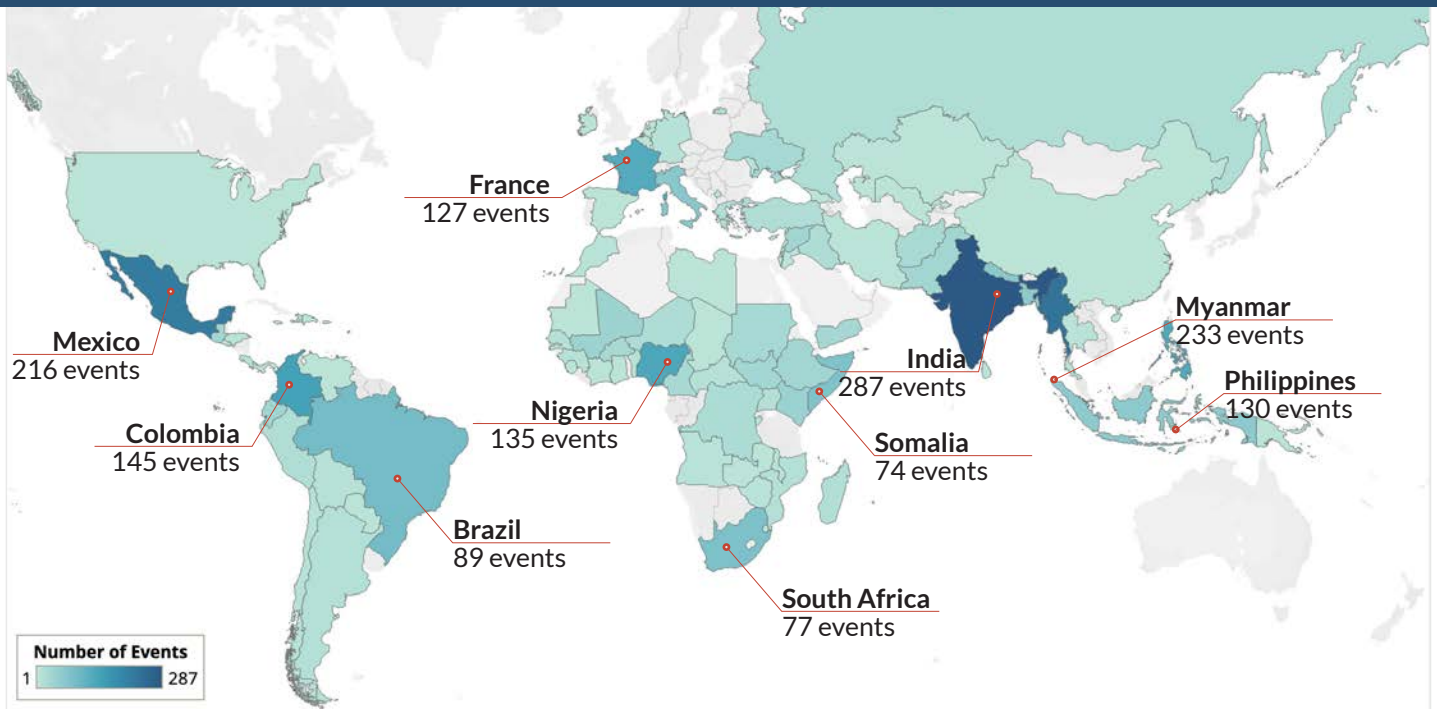 France
127 events
Mexico
216 events
Colombia
145 events
Brazil
89 events
Nigeria
135 events
South Africa
77 events
Somalia
74 events
India
287 events
Myanmar
233 events
Philippines
130 events
Number of Events
1
287